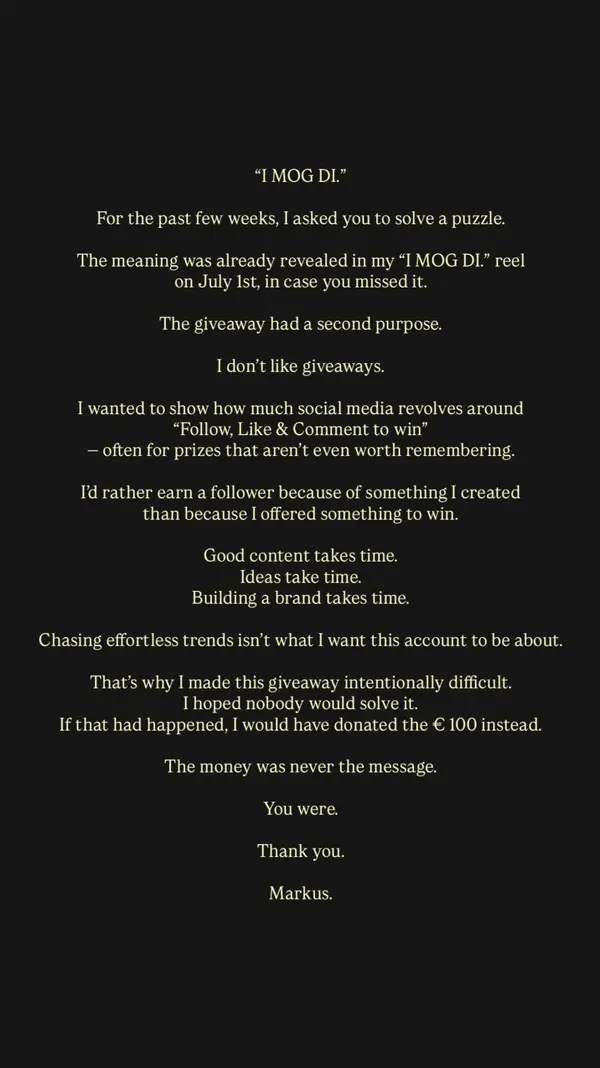 “I MOG DI.”
For the past few weeks, I asked you to solve a puzzle.
The meaning was already revealed in my “I MOG DI.” reel
on July 1st, in case you missed it.
The giveaway had a second purpose.
I don’t like giveaways.
I wanted to show how much social media revolves around
“Follow, Like & Comment to win”
– often for prizes that aren’t even worth remembering.
I’d rather earn a follower because of something I created
than because I offered something to win.
Good content takes time.
Ideas take time.
Building a brand takes time.
Chasing effortless trends isn’t what I want this account to be about.
That’s why I made this giveaway intentionally difficult.
I hoped nobody would solve it.
If that had happened, I would have donated the € 100 instead.
The money was never the message.
You were.
Thank you.
Markus.